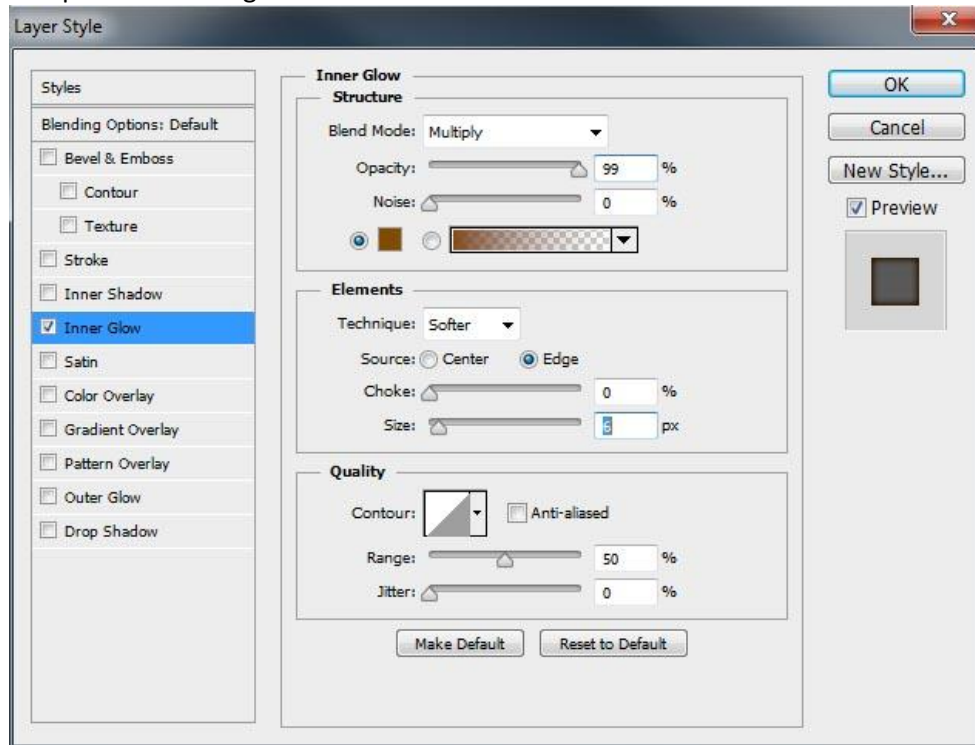 Layer Style
Styles
Blending Options: Default
Bevel & Emboss
Contour
Texture
Stroke
Inner Shadow
Inner Glow
Satin
Color Overlay
Gradient Overlay
Pattern Overlay
Outer Glow
Drop Shadow
Inner Glow
Structure
Blend Mode: Multiply
Opacity: 99 %
Noise: 0 %
Elements
Technique: Softer
Source: Center Edge
Choke: 0 %
Size: 6 px
Quality
Contour: Anti-aliased
Range: 50 %
Jitter: 0 %
Make Default Reset to Default
OK
Cancel
New Style...
Preview